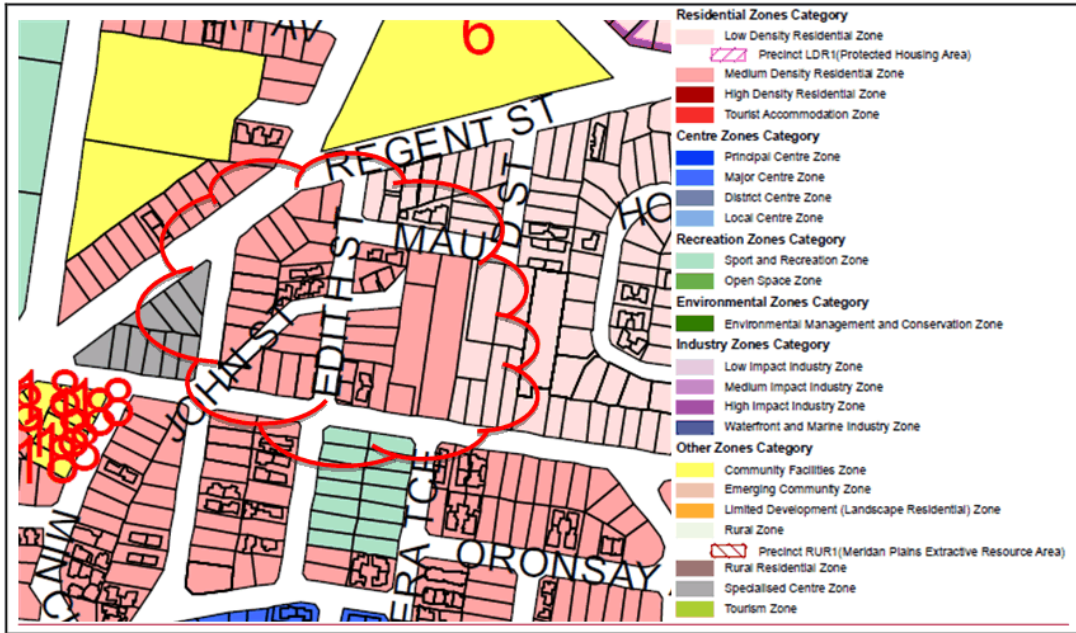 6
REGENT ST
MAUD ST
HO
EDITH ST
JOHN ST
ORONSAY
Residential Zones Category
Low Density Residential Zone
Precinct LDR1(Protected Housing Area)
Medium Density Residential Zone
High Density Residential Zone
Tourist Accommodation Zone
Centre Zones Category
Principal Centre Zone
Major Centre Zone
District Centre Zone
Local Centre Zone
Recreation Zones Category
Sport and Recreation Zone
Open Space Zone
Environmental Zones Category
Environmental Management and Conservation Zone
Industry Zones Category
Low Impact Industry Zone
Medium Impact Industry Zone
High Impact Industry Zone
Waterfront and Marine Industry Zone
Other Zones Category
Community Facilities Zone
Emerging Community Zone
Limited Development (Landscape Residential) Zone
Rural Zone
Precinct RUR1(Meridan Plains Extractive Resource Area)
Rural Residential Zone
Specialised Centre Zone
Tourism Zone